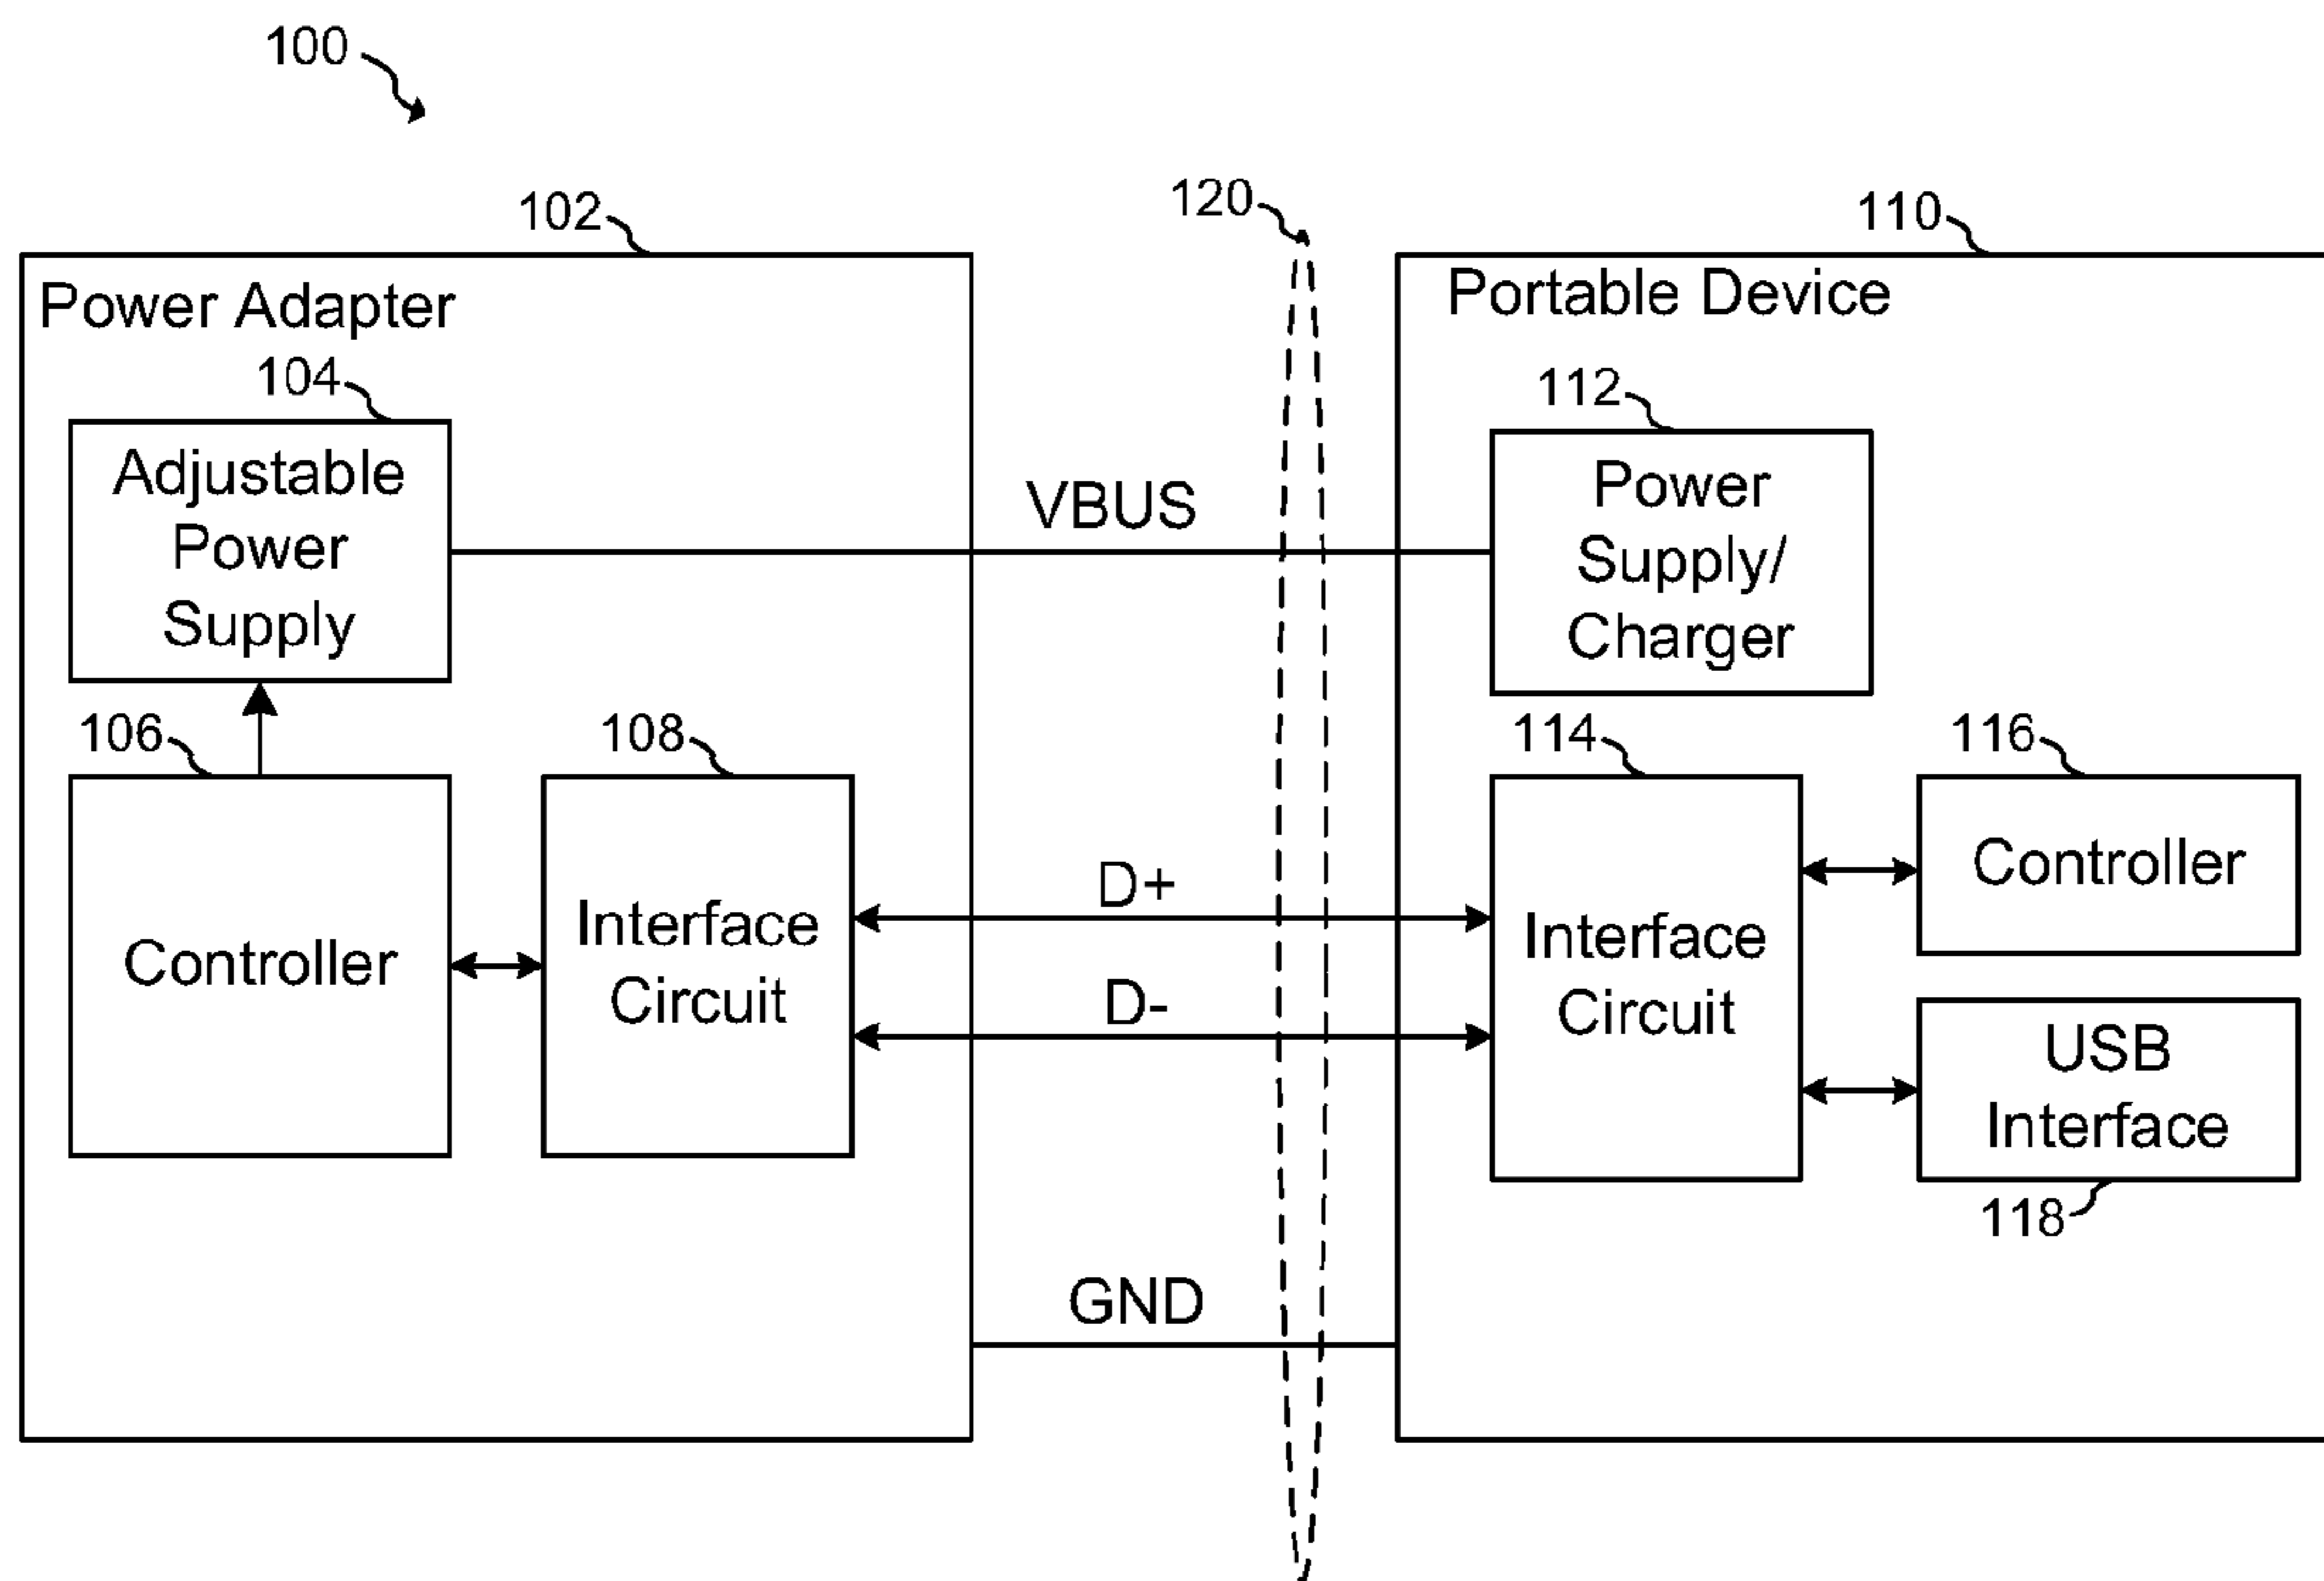 100
102
120
110
Power Adapter
Portable Device
104
112
Adjustable
Power
Supply
VBUS
Power
Supply/
Charger
106
108
114
116
Controller
Interface
Circuit
D+
D-
Interface
Circuit
Controller
USB
Interface
118
GND